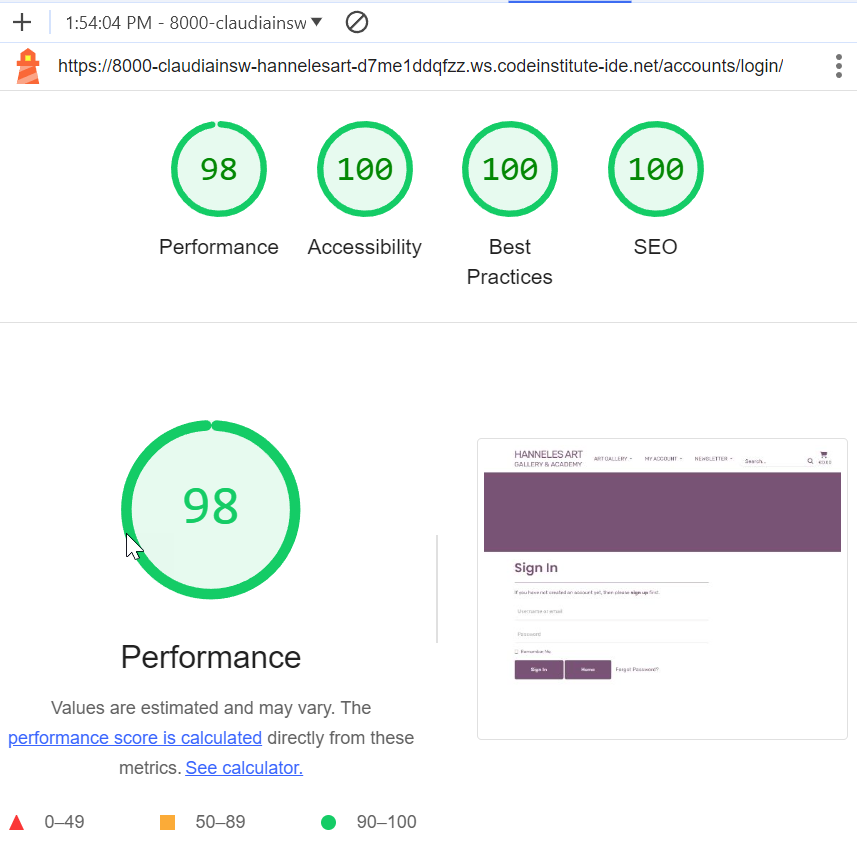 1:54:04 PM - 8000-claudiainsw
https://8000-claudiainsw-hannelesart-d7me1ddqfzz.ws.codeinstitute-ide.net/accounts/login/
98
100
100
100
Performance
Accessibility
Best
Practices
SEO
98
Performance
Values are estimated and may vary. The
performance score is calculated directly from these
metrics. See calculator.
0–49
50–89
90–100
HANNELES ART
GALLERY & ACADEMY
ART GALLERY
MY ACCOUNT
NEWSLETTER
Search...
Sign In
If you have not created an account yet, then please sign up first.
Username or email
Password
Remember Me
Sign In
Home
Forgot Password?